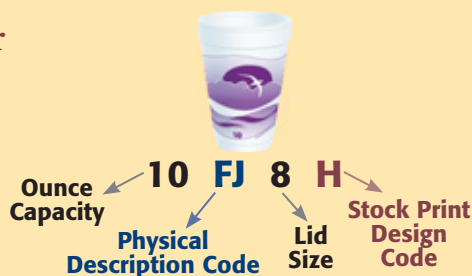 10 FJ 8 H
Ounce
Capacity
Physical
Description Code
Lid
Size
Stock Print
Design
Code